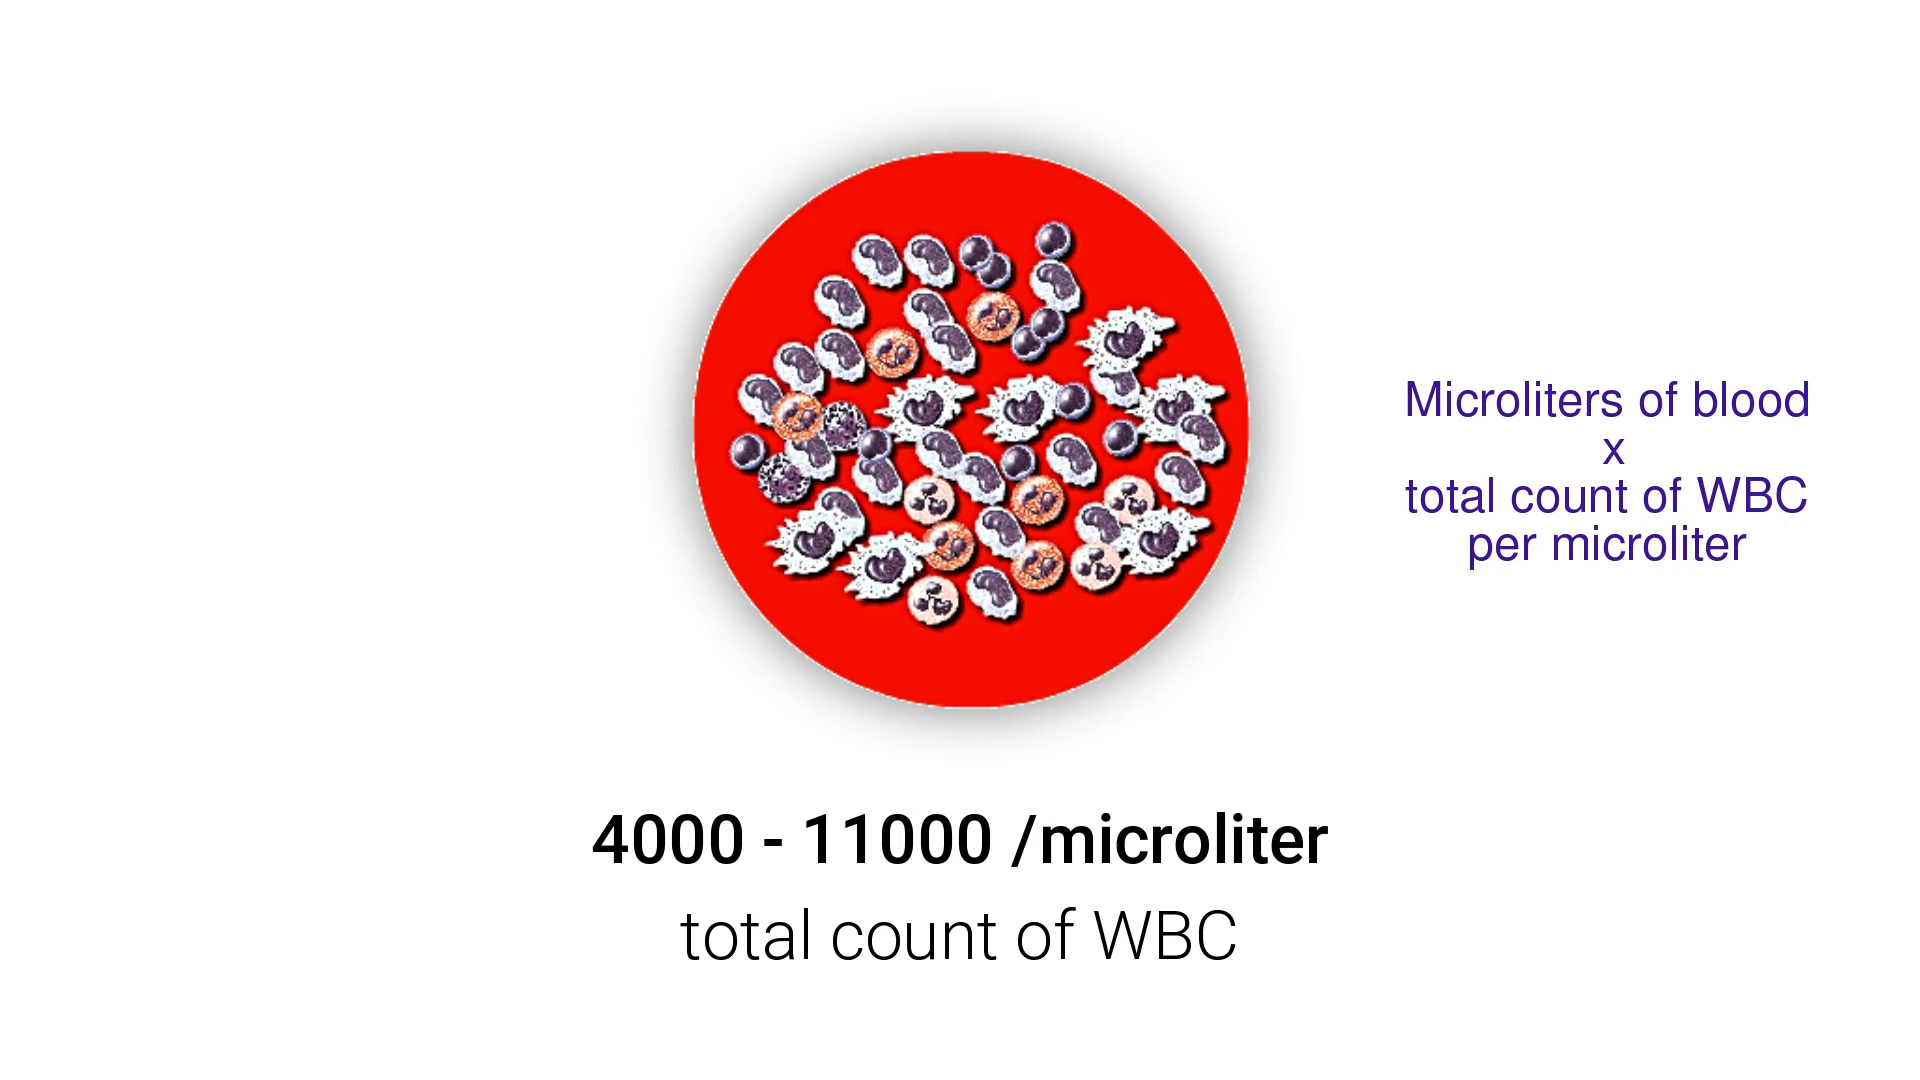 Microliters of blood
x
total count of WBC
per microliter
4000 - 11000 /microliter
total count of WBC